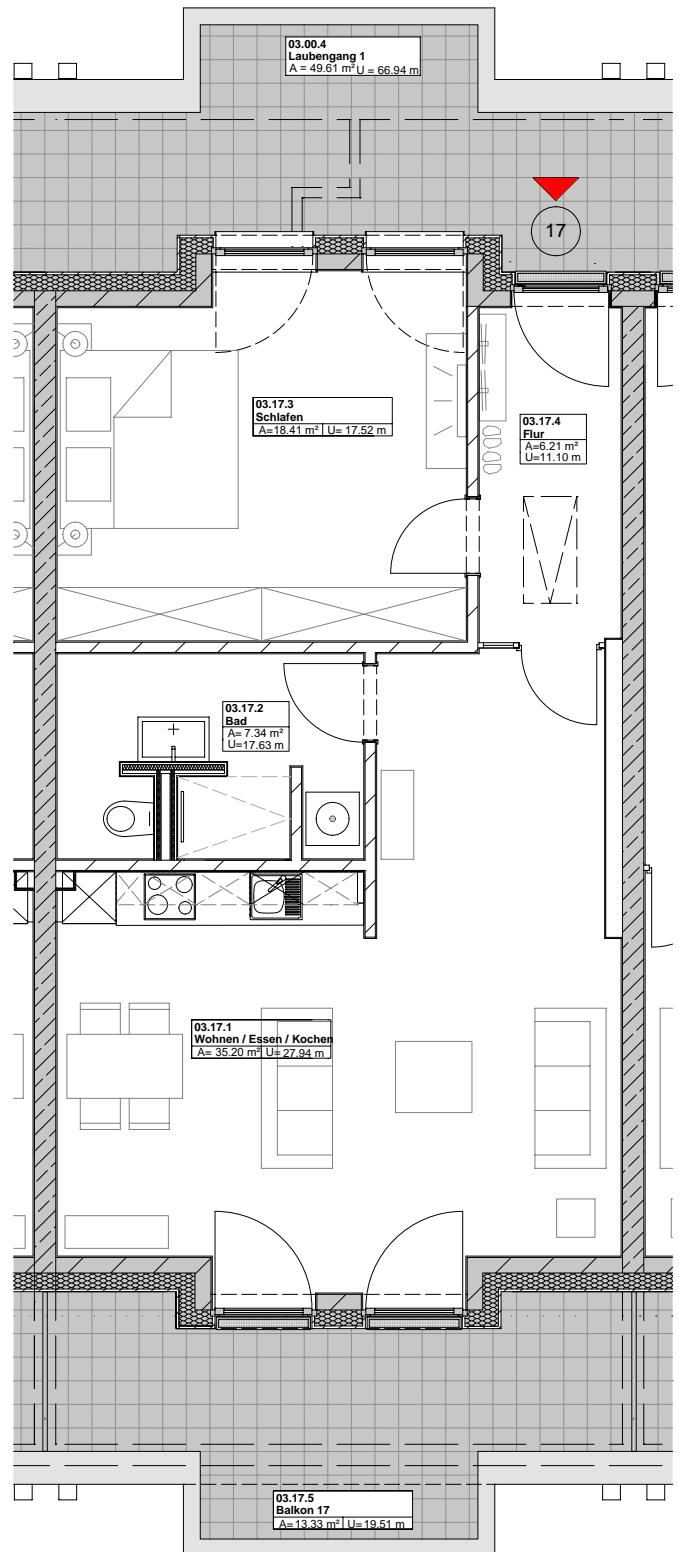 03.00.4
Laubengang 1
A = 49.61 m² U = 66.94 m
17
03.17.3
Schlafen
A=18.41 m² U= 17.52 m
03.17.4
Flur
A=6.21 m²
U=11.10 m
03.17.2
Bad
A= 7.34 m²
U=17.63 m
03.17.1
Wohnen / Essen / Kochen
A= 35.20 m² U=27.94 m
03.17.5
Balkon 17
A=13.33 m² U=19.51 m